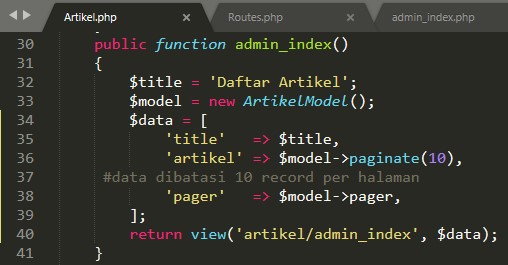 Artikel.php × Routes.php × admin_index.php
30 public function admin_index()
31 {
32 $title = 'Daftar Artikel';
33 $model = new ArtikelModel();
34 $data = [
35 'title' => $title,
36 'artikel' => $model->paginate(10),
37 #data dibatasi 10 record per halaman
38 'pager' => $model->pager,
39 ];
40 return view('artikel/admin_index', $data);
41 }